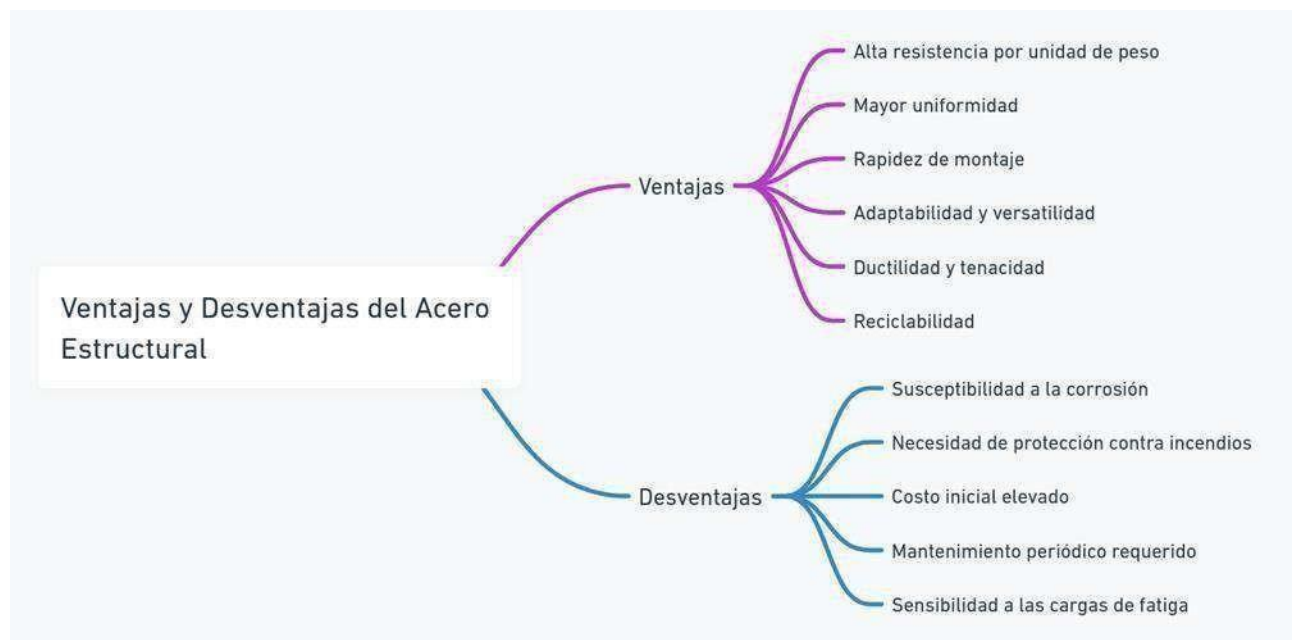 Ventajas y Desventajas del Acero
Estructural
Ventajas
Alta resistencia por unidad de peso
Mayor uniformidad
Rapidez de montaje
Adaptabilidad y versatilidad
Ductilidad y tenacidad
Reciclabilidad
Desventajas
Susceptibilidad a la corrosión
Necesidad de protección contra incendios
Costo inicial elevado
Mantenimiento periódico requerido
Sensibilidad a las cargas de fatiga